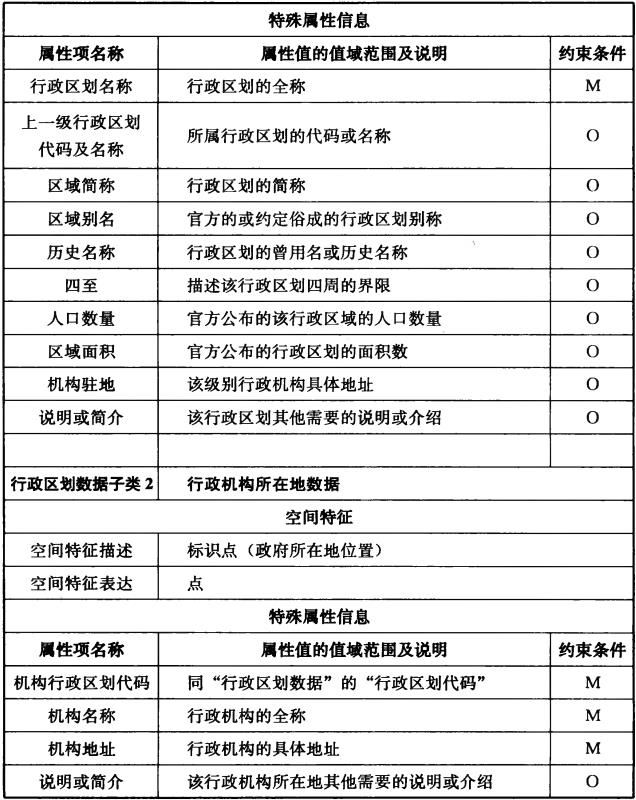 特殊属性信息
属性项名称 属性值的值域范围及说明 约束条件
行政区划名称 行政区划的全称 M
上一级行政区划
代码及名称 所属行政区划的代码或名称 O
区域简称 行政区划的简称 O
区域别名 官方的或约定俗成的行政区划别称 O
历史名称 行政区划的曾用名或历史名称 O
四至 描述该行政区划四周的界限 O
人口数量 官方公布的该行政区域的人口数量 O
区域面积 官方公布的行政区划的面积数 O
机构驻地 该级别行政机构具体地址 O
说明或简介 该行政区划其他需要的说明或介绍 O
行政区划数据子类 2 行政机构所在地数据
空间特征
空间特征描述 标识点（政府所在地位置）
空间特征表达 点
特殊属性信息
属性项名称 属性值的值域范围及说明 约束条件
机构行政区划代码 同“行政区划数据”的“行政区划代码” M
机构名称 行政机构的全称 M
机构地址 行政机构的具体地址 M
说明或简介 该行政机构所在地其他需要的说明或介绍 O